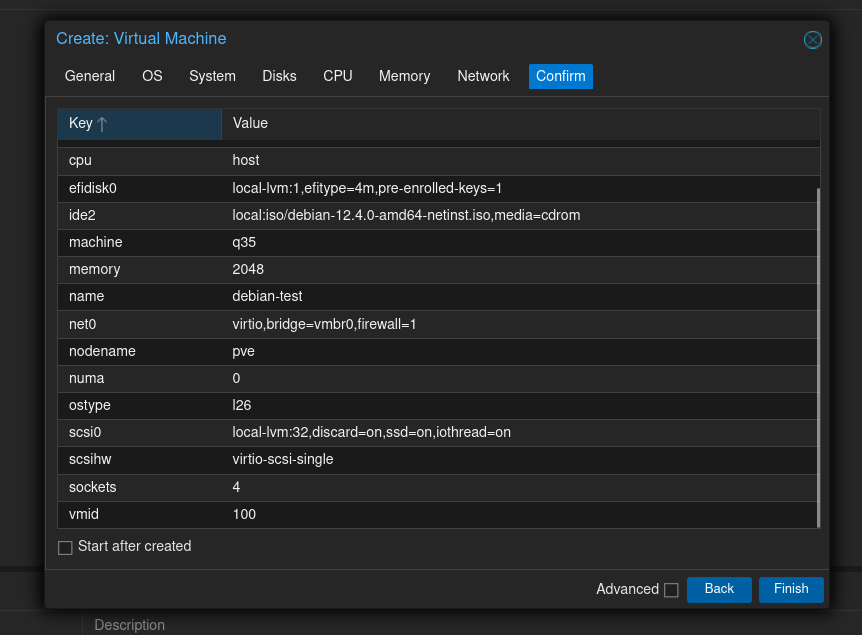 Create: Virtual Machine
General OS System Disks CPU Memory Network Confirm
Key Value
cpu host
efidisk0 local-lvm:1,efitype=4m,pre-enrolled-keys=1
ide2 local:iso/debian-12.4.0-amd64-netinst.iso,media=cdrom
machine q35
memory 2048
name debian-test
net0 virtio,bridge=vmbr0,firewall=1
nodename pve
numa 0
ostype l26
scsi0 local-lvm:32,discard=on,ssd=on,iothread=on
scsihw virtio-scsi-single
sockets 4
vmid 100
Start after created
Advanced Back Finish
Description